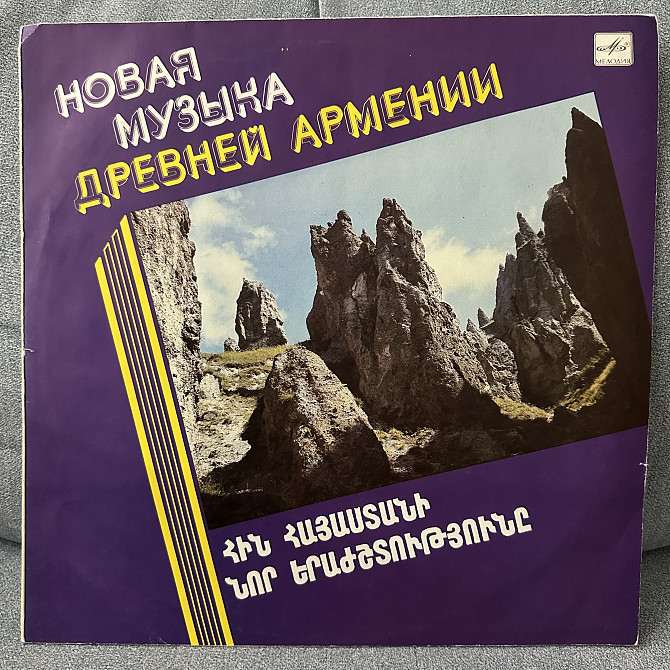 НОВАЯ
МУЗЫКА
ДРЕВНЕЙ АРМЕНИИ
МЕЛОДИЯ
ՀԻՆ ՀԱՅԱՍՏԱՆԻ
ՆՈՐ ԵՐԱԺՇՏՈՒԹՅՈՒՆԸ